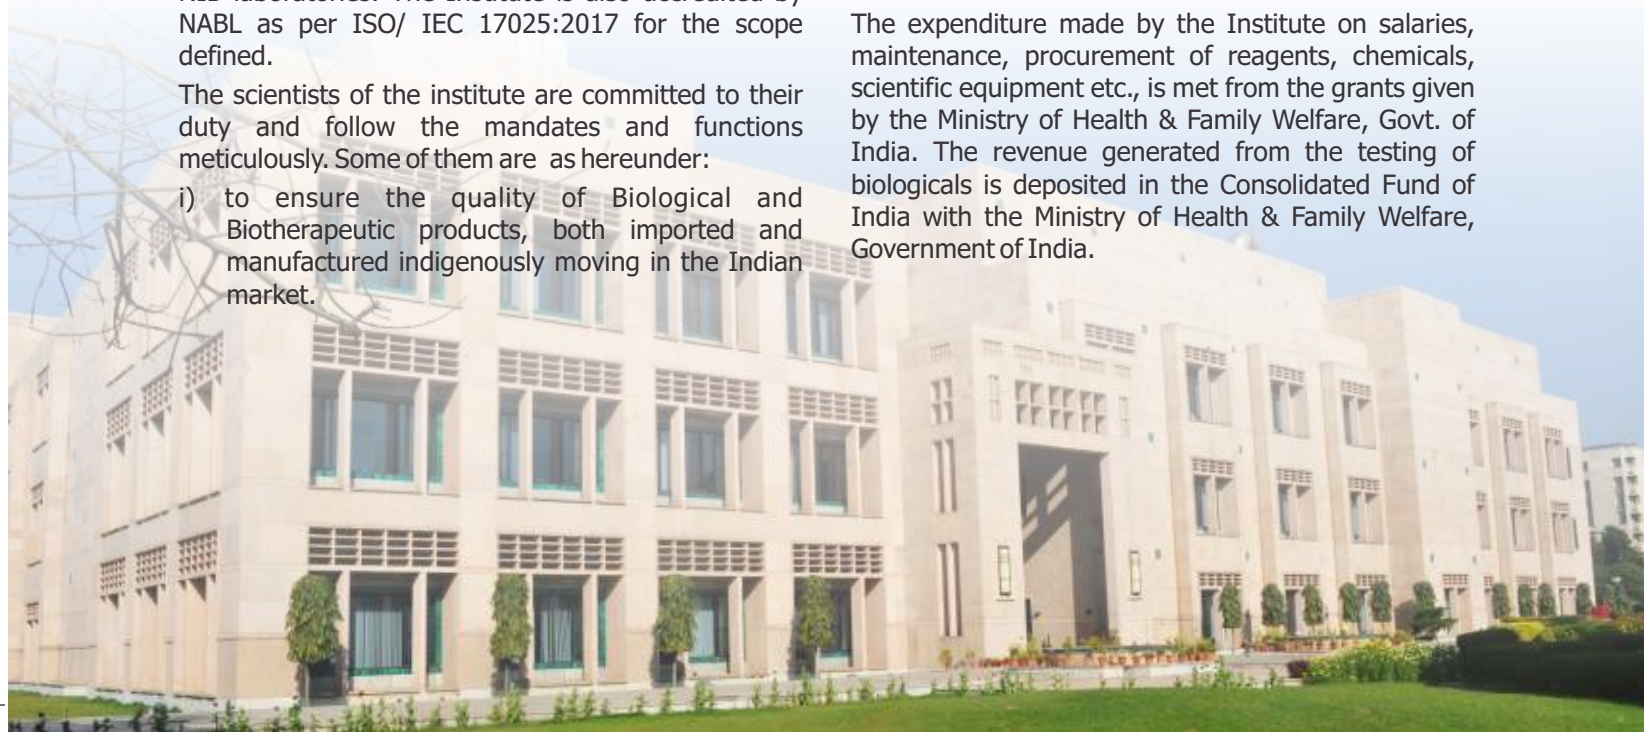 NABL as per ISO/ IEC 17025:2017 for the scope
defined.
The scientists of the institute are committed to their
duty and follow the mandates and functions
meticulously. Some of them are as hereunder:
i) to ensure the quality of Biological and
Biotherapeutic products, both imported and
manufactured indigenously moving in the Indian
market.
The expenditure made by the Institute on salaries,
maintenance, procurement of reagents, chemicals,
scientific equipment etc., is met from the grants given
by the Ministry of Health & Family Welfare, Govt. of
India. The revenue generated from the testing of
biologicals is deposited in the Consolidated Fund of
India with the Ministry of Health & Family Welfare,
Government of India.